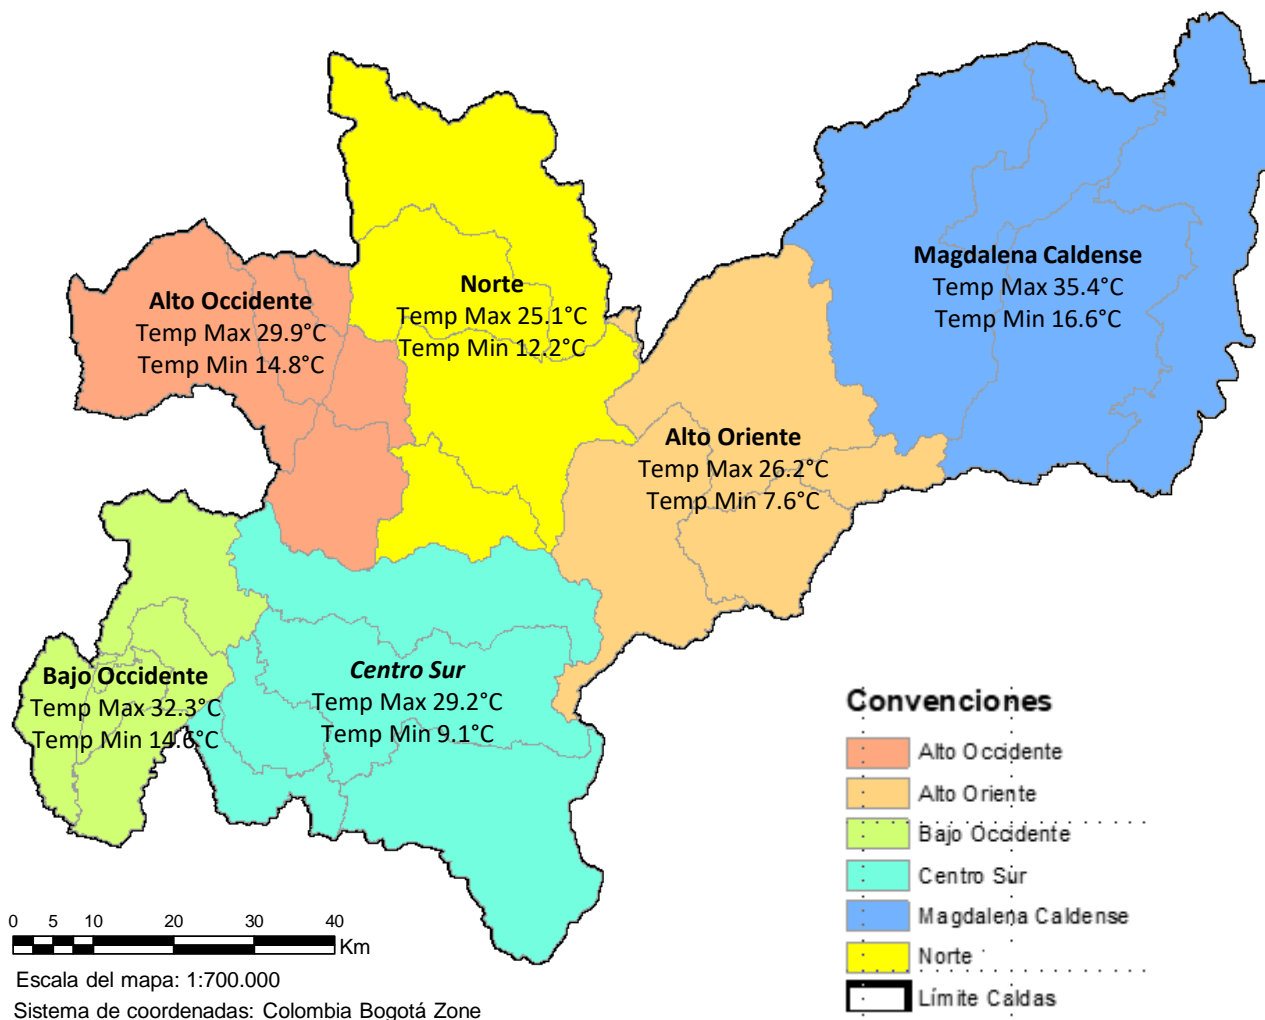 Magdalena Caldense
Temp Max 35.4°C
Temp Min 16.6°C
Norte
Temp Max 25.1°C
Temp Min 12.2°C
Alto Occidente
Temp Max 29.9°C
Temp Min 14.8°C
Alto Oriente
Temp Max 26.2°C
Temp Min 7.6°C
Bajo Occidente
Temp Max 32.3°C
Temp Min 14.6°C
Centro Sur
Temp Max 29.2°C
Temp Min 9.1°C
Convenciones
Alto Occidente
Alto Oriente
Bajo Occidente
Centro Sur
Magdalena Caldense
Norte
Límite Caldas
0 5 10 20 30 40
Km
Escala del mapa: 1:700.000
Sistema de coordenadas: Colombia Bogotá Zone